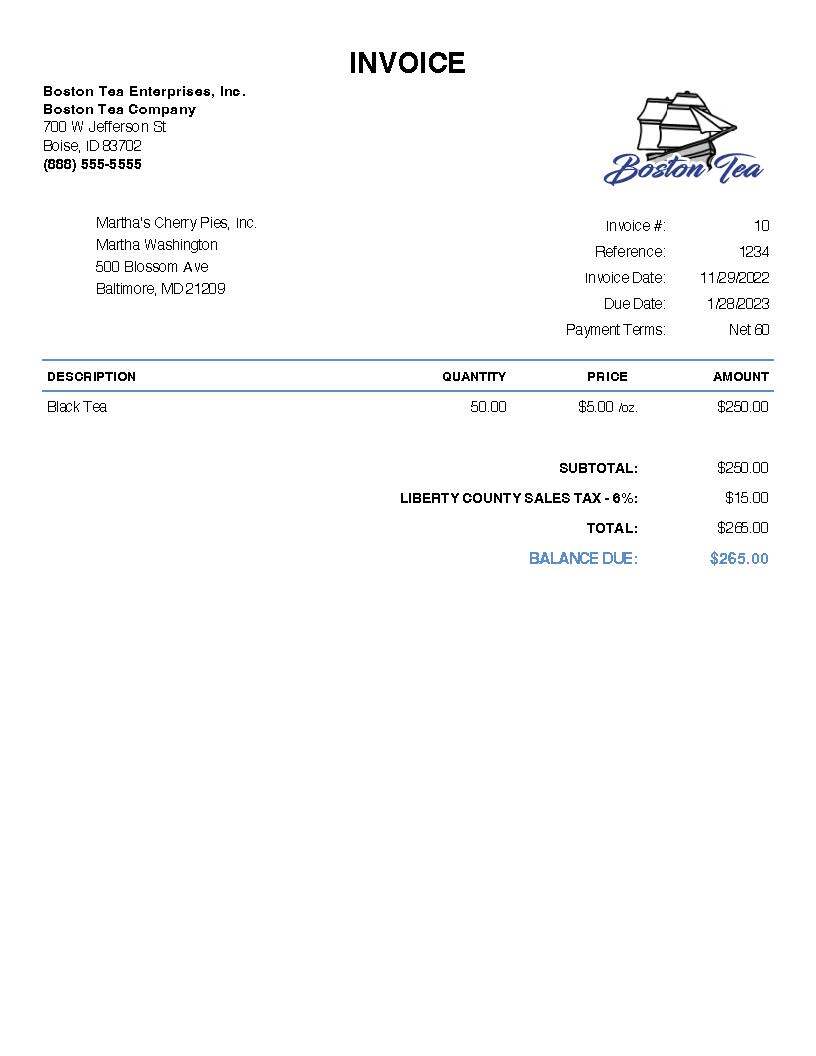 INVOICE
Boston Tea Enterprises, Inc.
Boston Tea Company
700 W Jefferson St
Boise, ID 83702
(888) 555-5555
Boston Tea
Martha's Cherry Pies, Inc.
Martha Washington
500 Blossom Ave
Baltimore, MD 21209
Invoice #: 10
Reference: 1234
Invoice Date: 11/29/2022
Due Date: 1/28/2023
Payment Terms: Net 60
DESCRIPTION QUANTITY PRICE AMOUNT
Black Tea 50.00 $5.00 /oz. $250.00
SUBTOTAL: $250.00
LIBERTY COUNTY SALES TAX - 6%: $15.00
TOTAL: $265.00
BALANCE DUE: $265.00